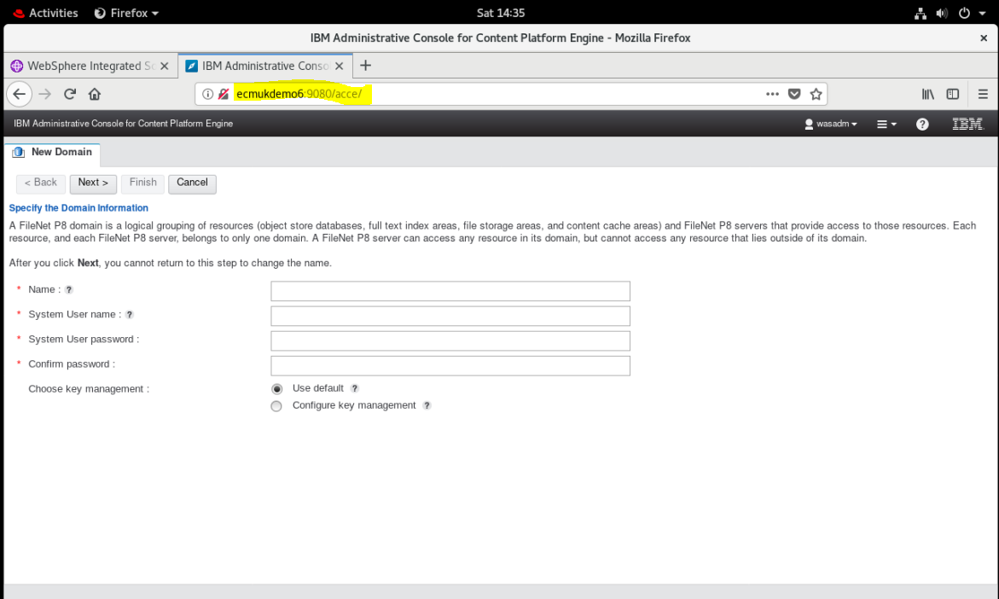 Activities Firefox Sat 14:35
IBM Administrative Console for Content Platform Engine - Mozilla Firefox
WebSphere Integrated IBM Administrative Conso
ecmukdemo6:9080/acce/
IBM Administrative Console for Content Platform Engine wasadm ? IBM
New Domain
< Back Next > Finish Cancel
Specify the Domain Information
A FileNet P8 domain is a logical grouping of resources (object store databases, full text index areas, file storage areas, and content cache areas) and FileNet P8 servers that provide access to those resources. Each
resource, and each FileNet P8 server, belongs to only one domain. A FileNet P8 server can access any resource in its domain, but cannot access any resource that lies outside of its domain.
After you click Next, you cannot return to this step to change the name.
* Name : ?
* System User name : ?
* System User password :
* Confirm password :
Choose key management : Use default ?
Configure key management ?